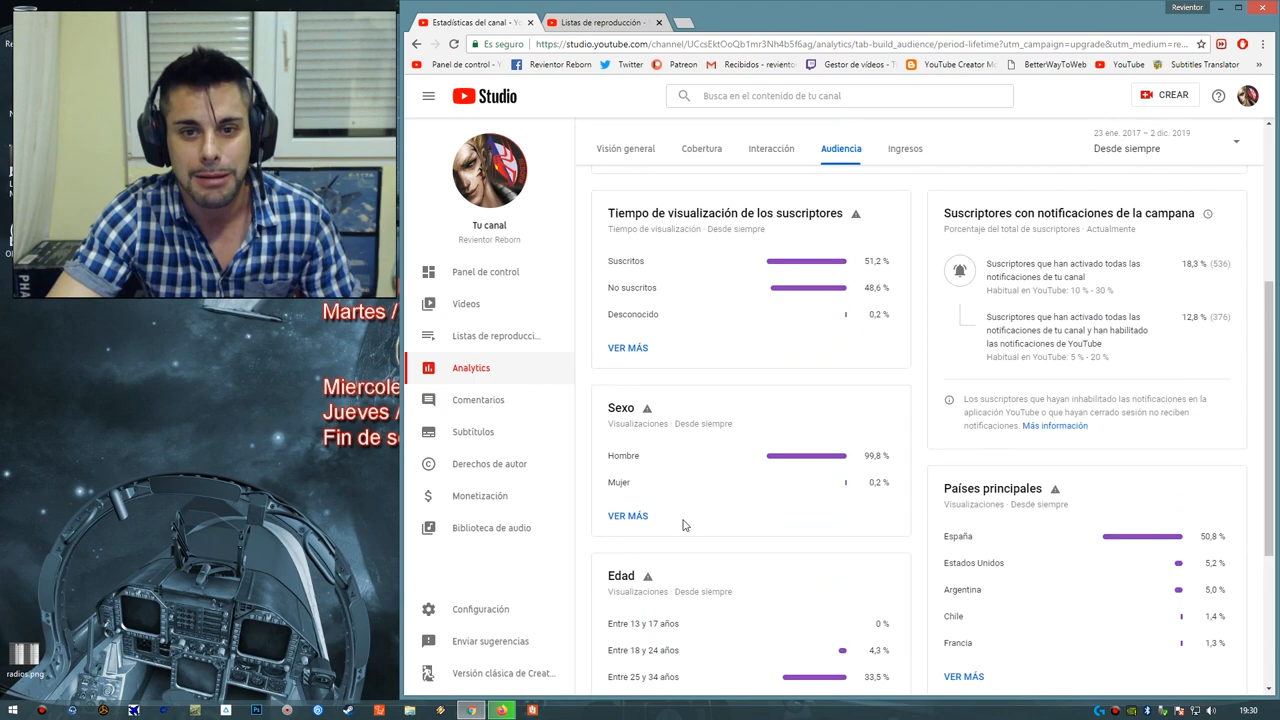 Estadísticas del canal - Yo
Listas de reproducción -
Revientor
Es seguro
https://studio.youtube.com/channel/UCcsEktOoQb1mr3Nh4b5f6ag/analytics/tab-build_audience/period-lifetime?utm_campaign=upgrade&utm_medium=re...
Panel de control - Y
Revientor Reborn
Twitter
Patreon
Recibidos - reviento
Gestor de vídeos - T
YouTube Creator Mo
BetterWayToWeb
YouTube
Subtitles Translator
»
Studio
Busca en el contenido de tu canal
CREAR
Visión general
Cobertura
Interacción
Audiencia
Ingresos
23 ene. 2017 – 2 dic. 2019
Desde siempre
Tu canal
Revientor Reborn
Panel de control
Vídeos
Listas de reproducci...
Analytics
Comentarios
Subtítulos
Derechos de autor
Monetización
Biblioteca de audio
Configuración
Enviar sugerencias
Versión clásica de Creat...
Tiempo de visualización de los suscriptores
Tiempo de visualización · Desde siempre
Suscritos 51,2 %
No suscritos 48,6 %
Desconocido 0,2 %
VER MÁS
Sexo
Visualizaciones · Desde siempre
Hombre 99,8 %
Mujer 0,2 %
VER MÁS
Edad
Visualizaciones · Desde siempre
Entre 13 y 17 años 0 %
Entre 18 y 24 años 4,3 %
Entre 25 y 34 años 33,5 %
Suscriptores con notificaciones de la campana
Porcentaje del total de suscriptores · Actualmente
Suscriptores que han activado todas las 18,3 % (536)
notificaciones de tu canal
Habitual en YouTube: 10 % - 30 %
Suscriptores que han activado todas las 12,8 % (376)
notificaciones de tu canal y han habilitado
las notificaciones de YouTube
Habitual en YouTube: 5 % - 20 %
Los suscriptores que hayan inhabilitado las notificaciones en la
aplicación YouTube o que hayan cerrado sesión no reciben
notificaciones. Más información
Países principales
Visualizaciones · Desde siempre
España 50,8 %
Estados Unidos 5,2 %
Argentina 5,0 %
Chile 1,4 %
Francia 1,3 %
VER MÁS
Martes /
Miercole
Jueves /
Fin de se
radios.png
PHA
19:30